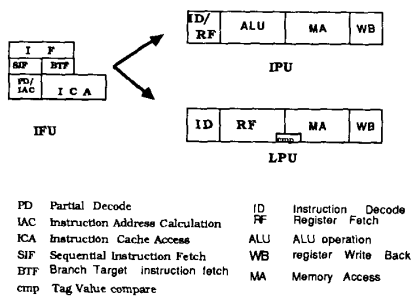 ID/
RF
ALU
MA
WB
I F
SIF
BTF
PD/
IAC
I C A
IPU
IFU
ID
RF
cmp
MA
WB
LPU
PD Partial Decode
IAC Instruction Address Calculation
ICA Instruction Cache Access
SIF Sequential Instruction Fetch
BTF Branch Target instruction fetch
cmp Tag Value compare
ID Instruction Decode
RF Register Fetch
ALU ALU operation
WB register Write Back
MA Memory Access